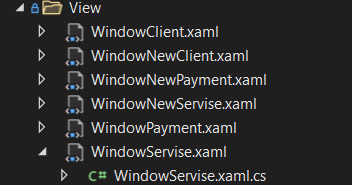 View
WindowClient.xaml
WindowNewClient.xaml
WindowNewPayment.xaml
WindowNewServise.xaml
WindowPayment.xaml
WindowServise.xaml
C# WindowServise.xaml.cs